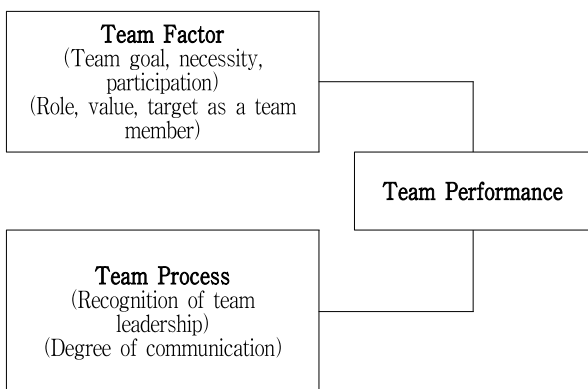 Team Factor
(Team goal, necessity,
participation)
(Role, value, target as a team
member)
Team Performance
Team Process
(Recognition of team
leadership)
(Degree of communication)